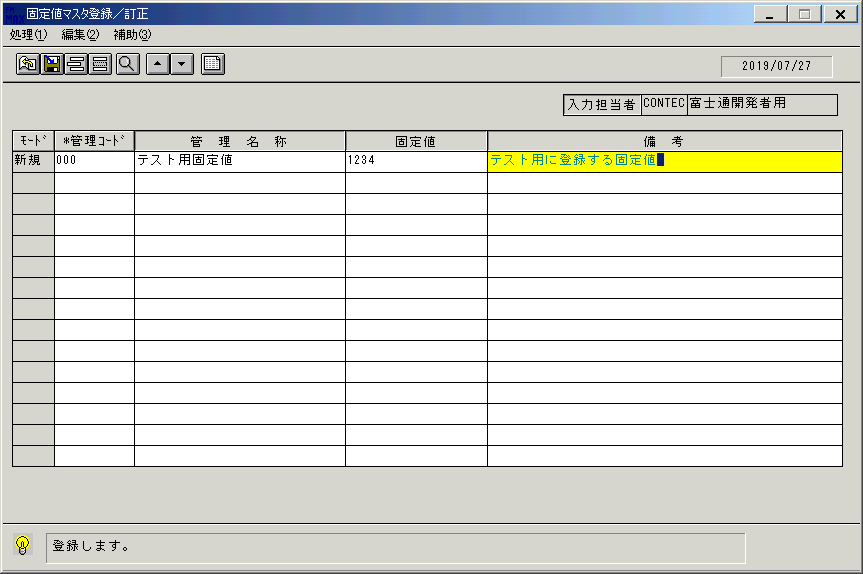 固定値マスタ登録／訂正
処理(1) 編集(2) 補助(3)
2019/07/27
入力担当者 CONTEC 富士通開発者用
ﾓｰﾄﾞ *管理ｺｰﾄﾞ 管 理 名 称 固定値 備 考
新規 000 テスト用固定値 1234 テスト用に登録する固定値
登録します。